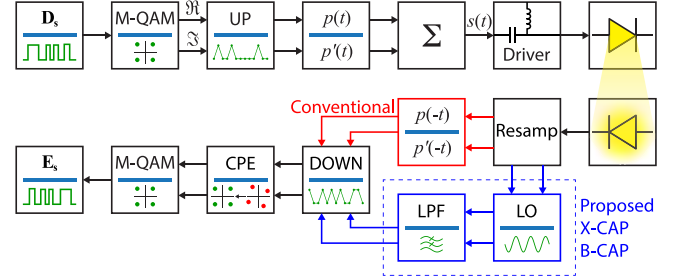 Dₛ
M-QAM
ℜ
ℑ
UP
p(t)
p′(t)
Σ
s(t)
Driver
Conventional
p(-t)
p′(-t)
Resamp
Eₛ
M-QAM
CPE
DOWN
LPF
LO
Proposed
X-CAP
B-CAP